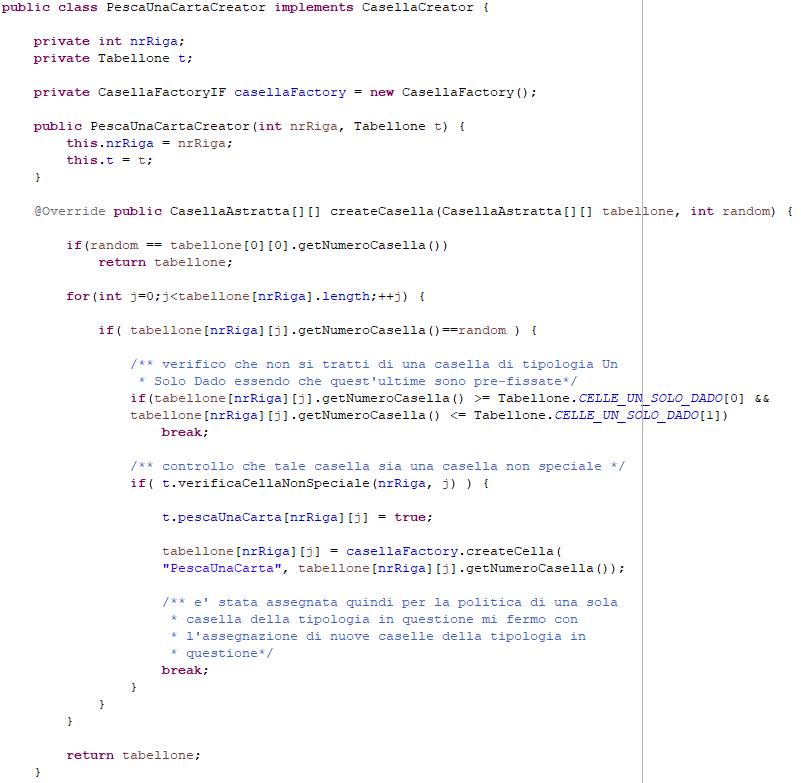 public class PescaUnaCartaCreator implements CasellaCreator {
private int nrRiga;
private Tabellone t;
private CasellaFactoryIF casellaFactory = new CasellaFactory();
public PescaUnaCartaCreator(int nrRiga, Tabellone t) {
this.nrRiga = nrRiga;
this.t = t;
}
@Override public CasellaAstratta[][] createCasella(CasellaAstratta[][] tabellone, int random) {
if(random == tabellone[0][0].getNumeroCasella())
return tabellone;
for(int j=0;j<tabellone[nrRiga].length;++j) {
if( tabellone[nrRiga][j].getNumeroCasella()==random ) {
/** verifico che non si tratti di una casella di tipologia Un
* Solo Dado essendo che quest'ultime sono pre-fissate*/
if(tabellone[nrRiga][j].getNumeroCasella() >= Tabellone.CELLE_UN_SOLO_DADO[0] &&
tabellone[nrRiga][j].getNumeroCasella() <= Tabellone.CELLE_UN_SOLO_DADO[1])
break;
/** controllo che tale casella sia una casella non speciale */
if( t.verificaCellaNonSpeciale(nrRiga, j) ) {
t.pescaUnaCarta[nrRiga][j] = true;
tabellone[nrRiga][j] = casellaFactory.createCella(
"PescaUnaCarta", tabellone[nrRiga][j].getNumeroCasella());
/** e' stata assegnata quindi per la politica di una sola
* casella della tipologia in questione mi fermo con
* l'assegnazione di nuove caselle della tipologia in
* questione*/
break;
}
}
}
return tabellone;
}